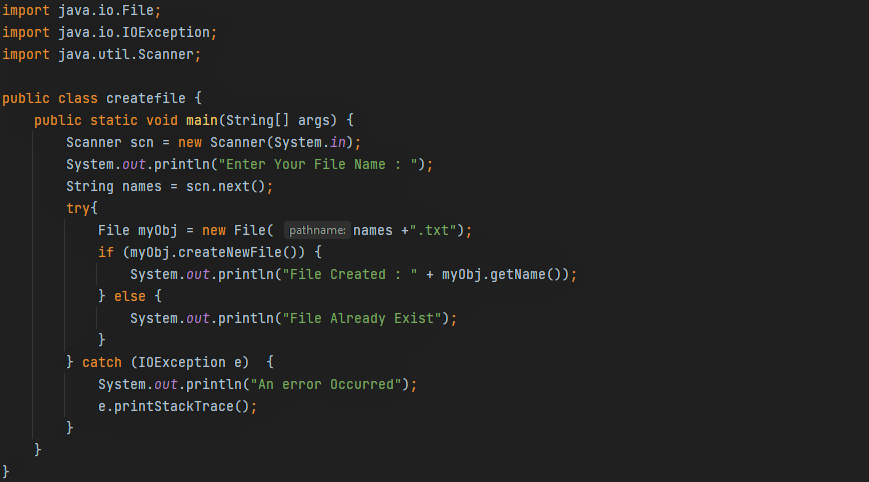 import java.io.File;
import java.io.IOException;
import java.util.Scanner;

public class createfile {
    public static void main(String[] args) {
        Scanner scn = new Scanner(System.in);
        System.out.println("Enter Your File Name : ");
        String names = scn.next();
        try{
            File myObj = new File( pathname: names +".txt");
            if (myObj.createNewFile()) {
                System.out.println("File Created : " + myObj.getName());
            } else {
                System.out.println("File Already Exist");
            }
        } catch (IOException e)  {
            System.out.println("An error Occurred");
            e.printStackTrace();
        }
    }
}